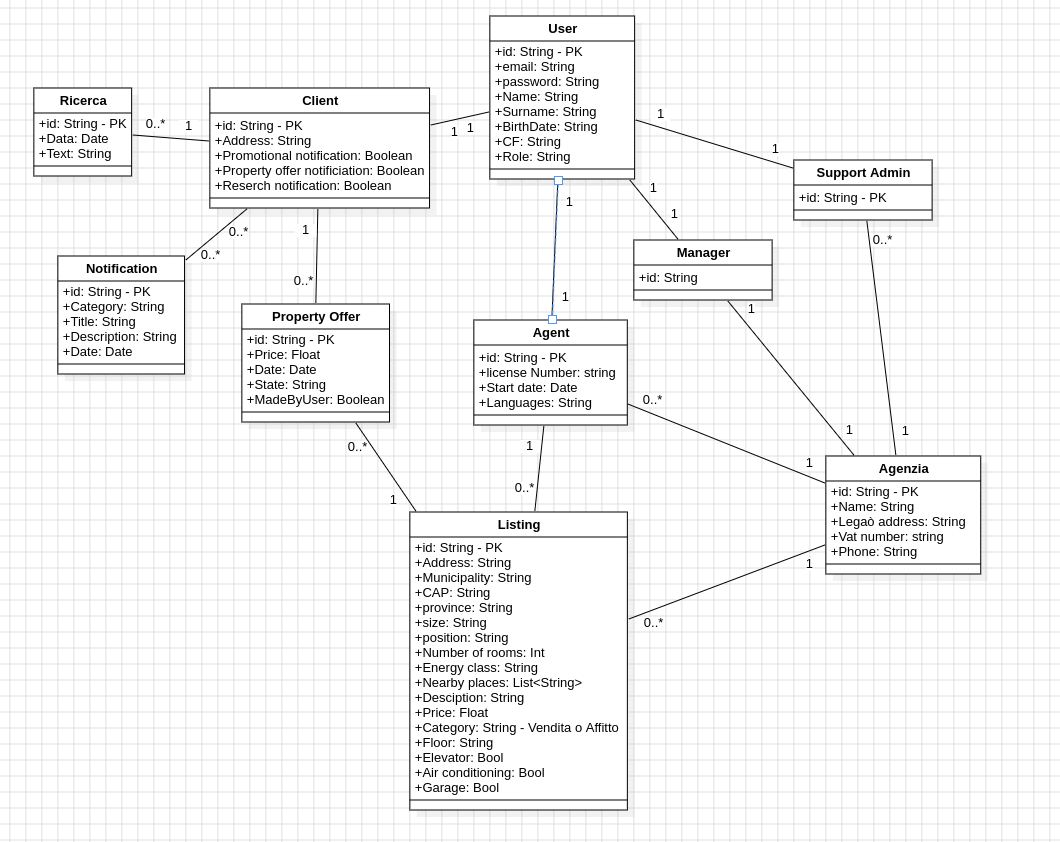 User
+id: String - PK
+email: String
+password: String
+Name: String
+Surname: String
+BirthDate: String
+CF: String
+Role: String
Ricerca
+id: String - PK
+Data: Date
+Text: String
0..*
1
Client
+id: String - PK
+Address: String
+Promotional notification: Boolean
+Property offer notificiation: Boolean
+Reserch notification: Boolean
1
1
1
1
Support Admin
+id: String - PK
1
1
Manager
+id: String
0..*
0..*
0..*
1
0..*
Notification
+id: String - PK
+Category: String
+Title: String
+Description: String
+Date: Date
Property Offer
+id: String - PK
+Price: Float
+Date: Date
+State: String
+MadeByUser: Boolean
1
1
Agent
+id: String - PK
+license Number: string
+Start date: Date
+Languages: String
1
0..*
1
1
1
Agenzia
+id: String - PK
+Name: String
+Legaò address: String
+Vat number: string
+Phone: String
0..*
1
1
0..*
1
0..*
Listing
+id: String - PK
+Address: String
+Municipality: String
+CAP: String
+province: String
+size: String
+position: String
+Number of rooms: Int
+Energy class: String
+Nearby places: List<String>
+Desciption: String
+Price: Float
+Category: String - Vendita o Affitto
+Floor: String
+Elevator: Bool
+Air conditioning: Bool
+Garage: Bool